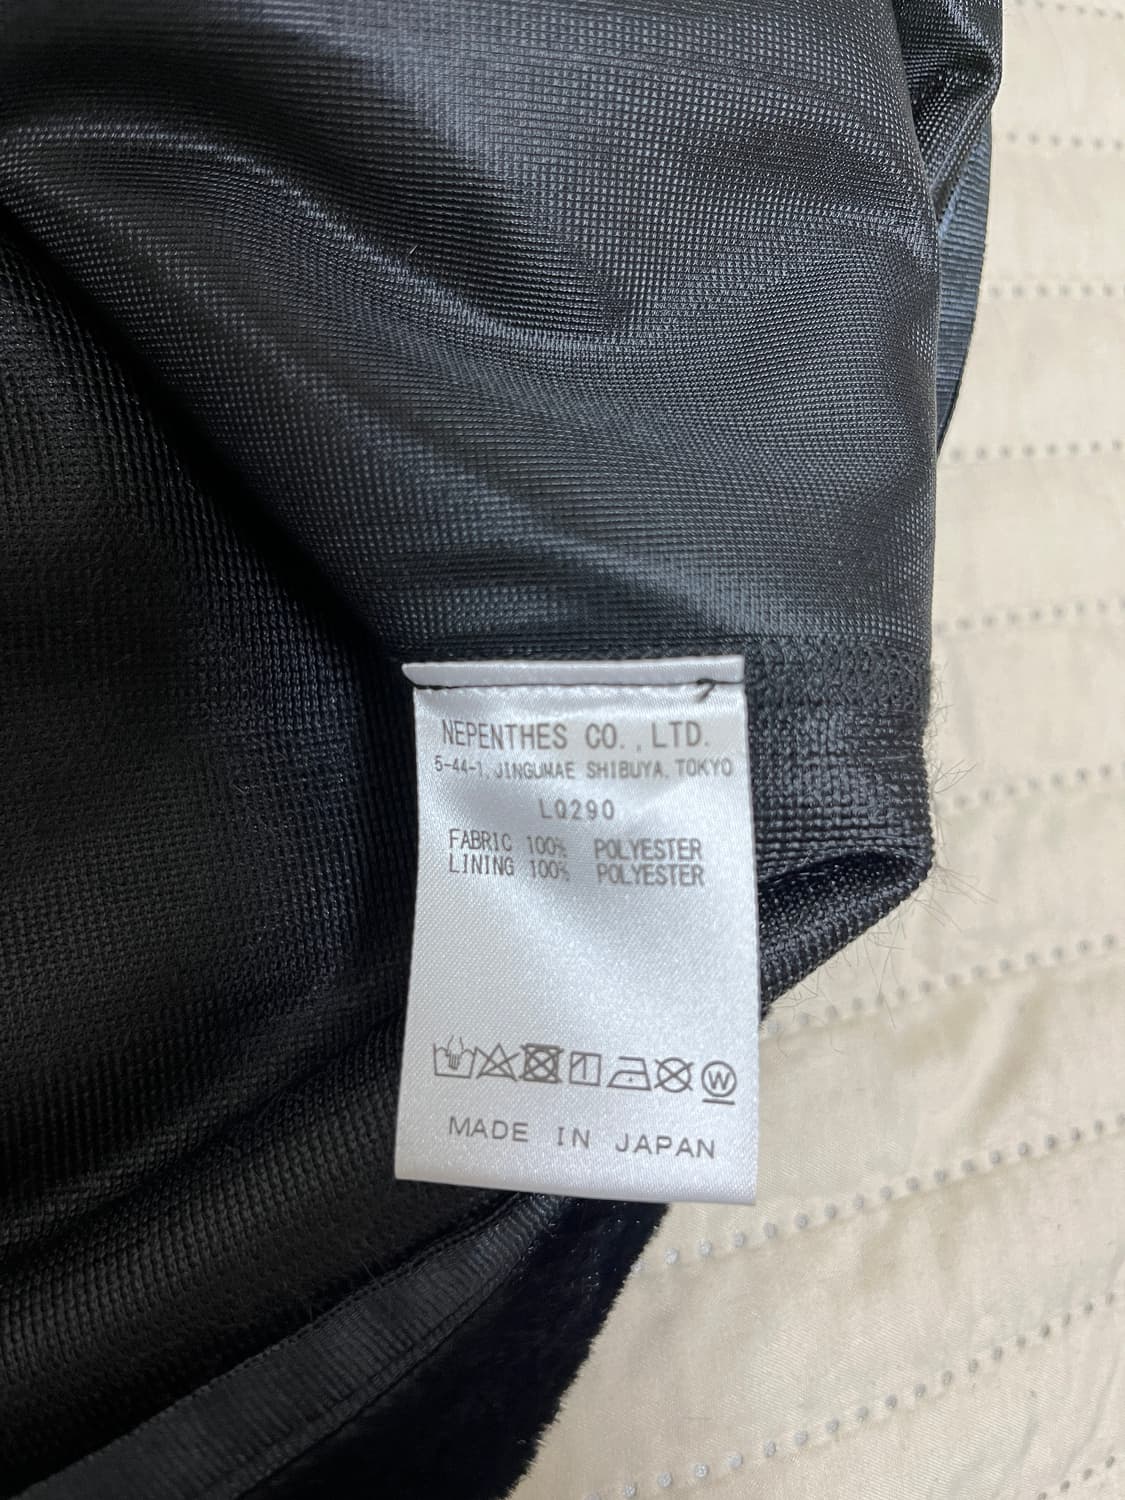 NEPENTHES CO., LTD.
5-44-1, JINGUMAE SHIBUYA, TOKYO
LQ290
FABRIC 100% POLYESTER
LINING 100% POLYESTER
W
MADE IN JAPAN